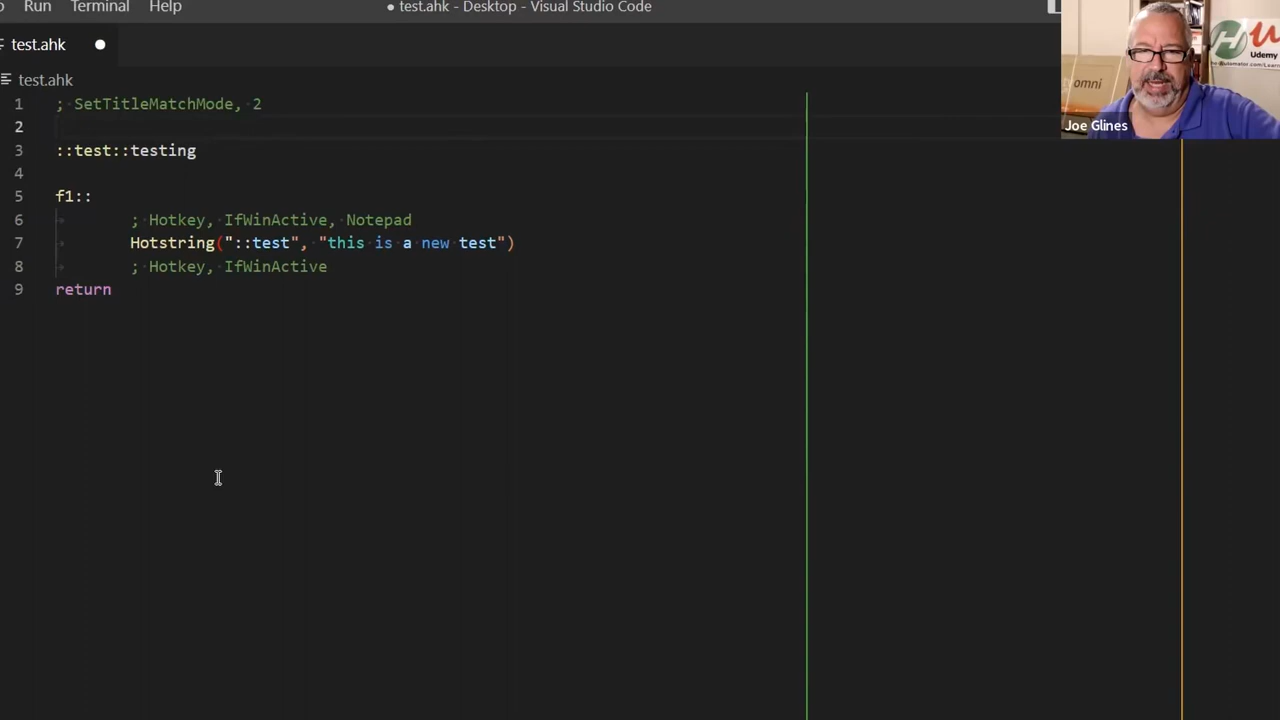 Run Terminal Help ● test.ahk - Desktop - Visual Studio Code
test.ahk ●
test.ahk
1 ; SetTitleMatchMode, 2
2
3 ::test::testing
4
5 f1::
6 ; Hotkey, IfWinActive, Notepad
7 Hotstring("::test", "this is a new test")
8 ; Hotkey, IfWinActive
9 return
omni
Udemy
Joe Glines